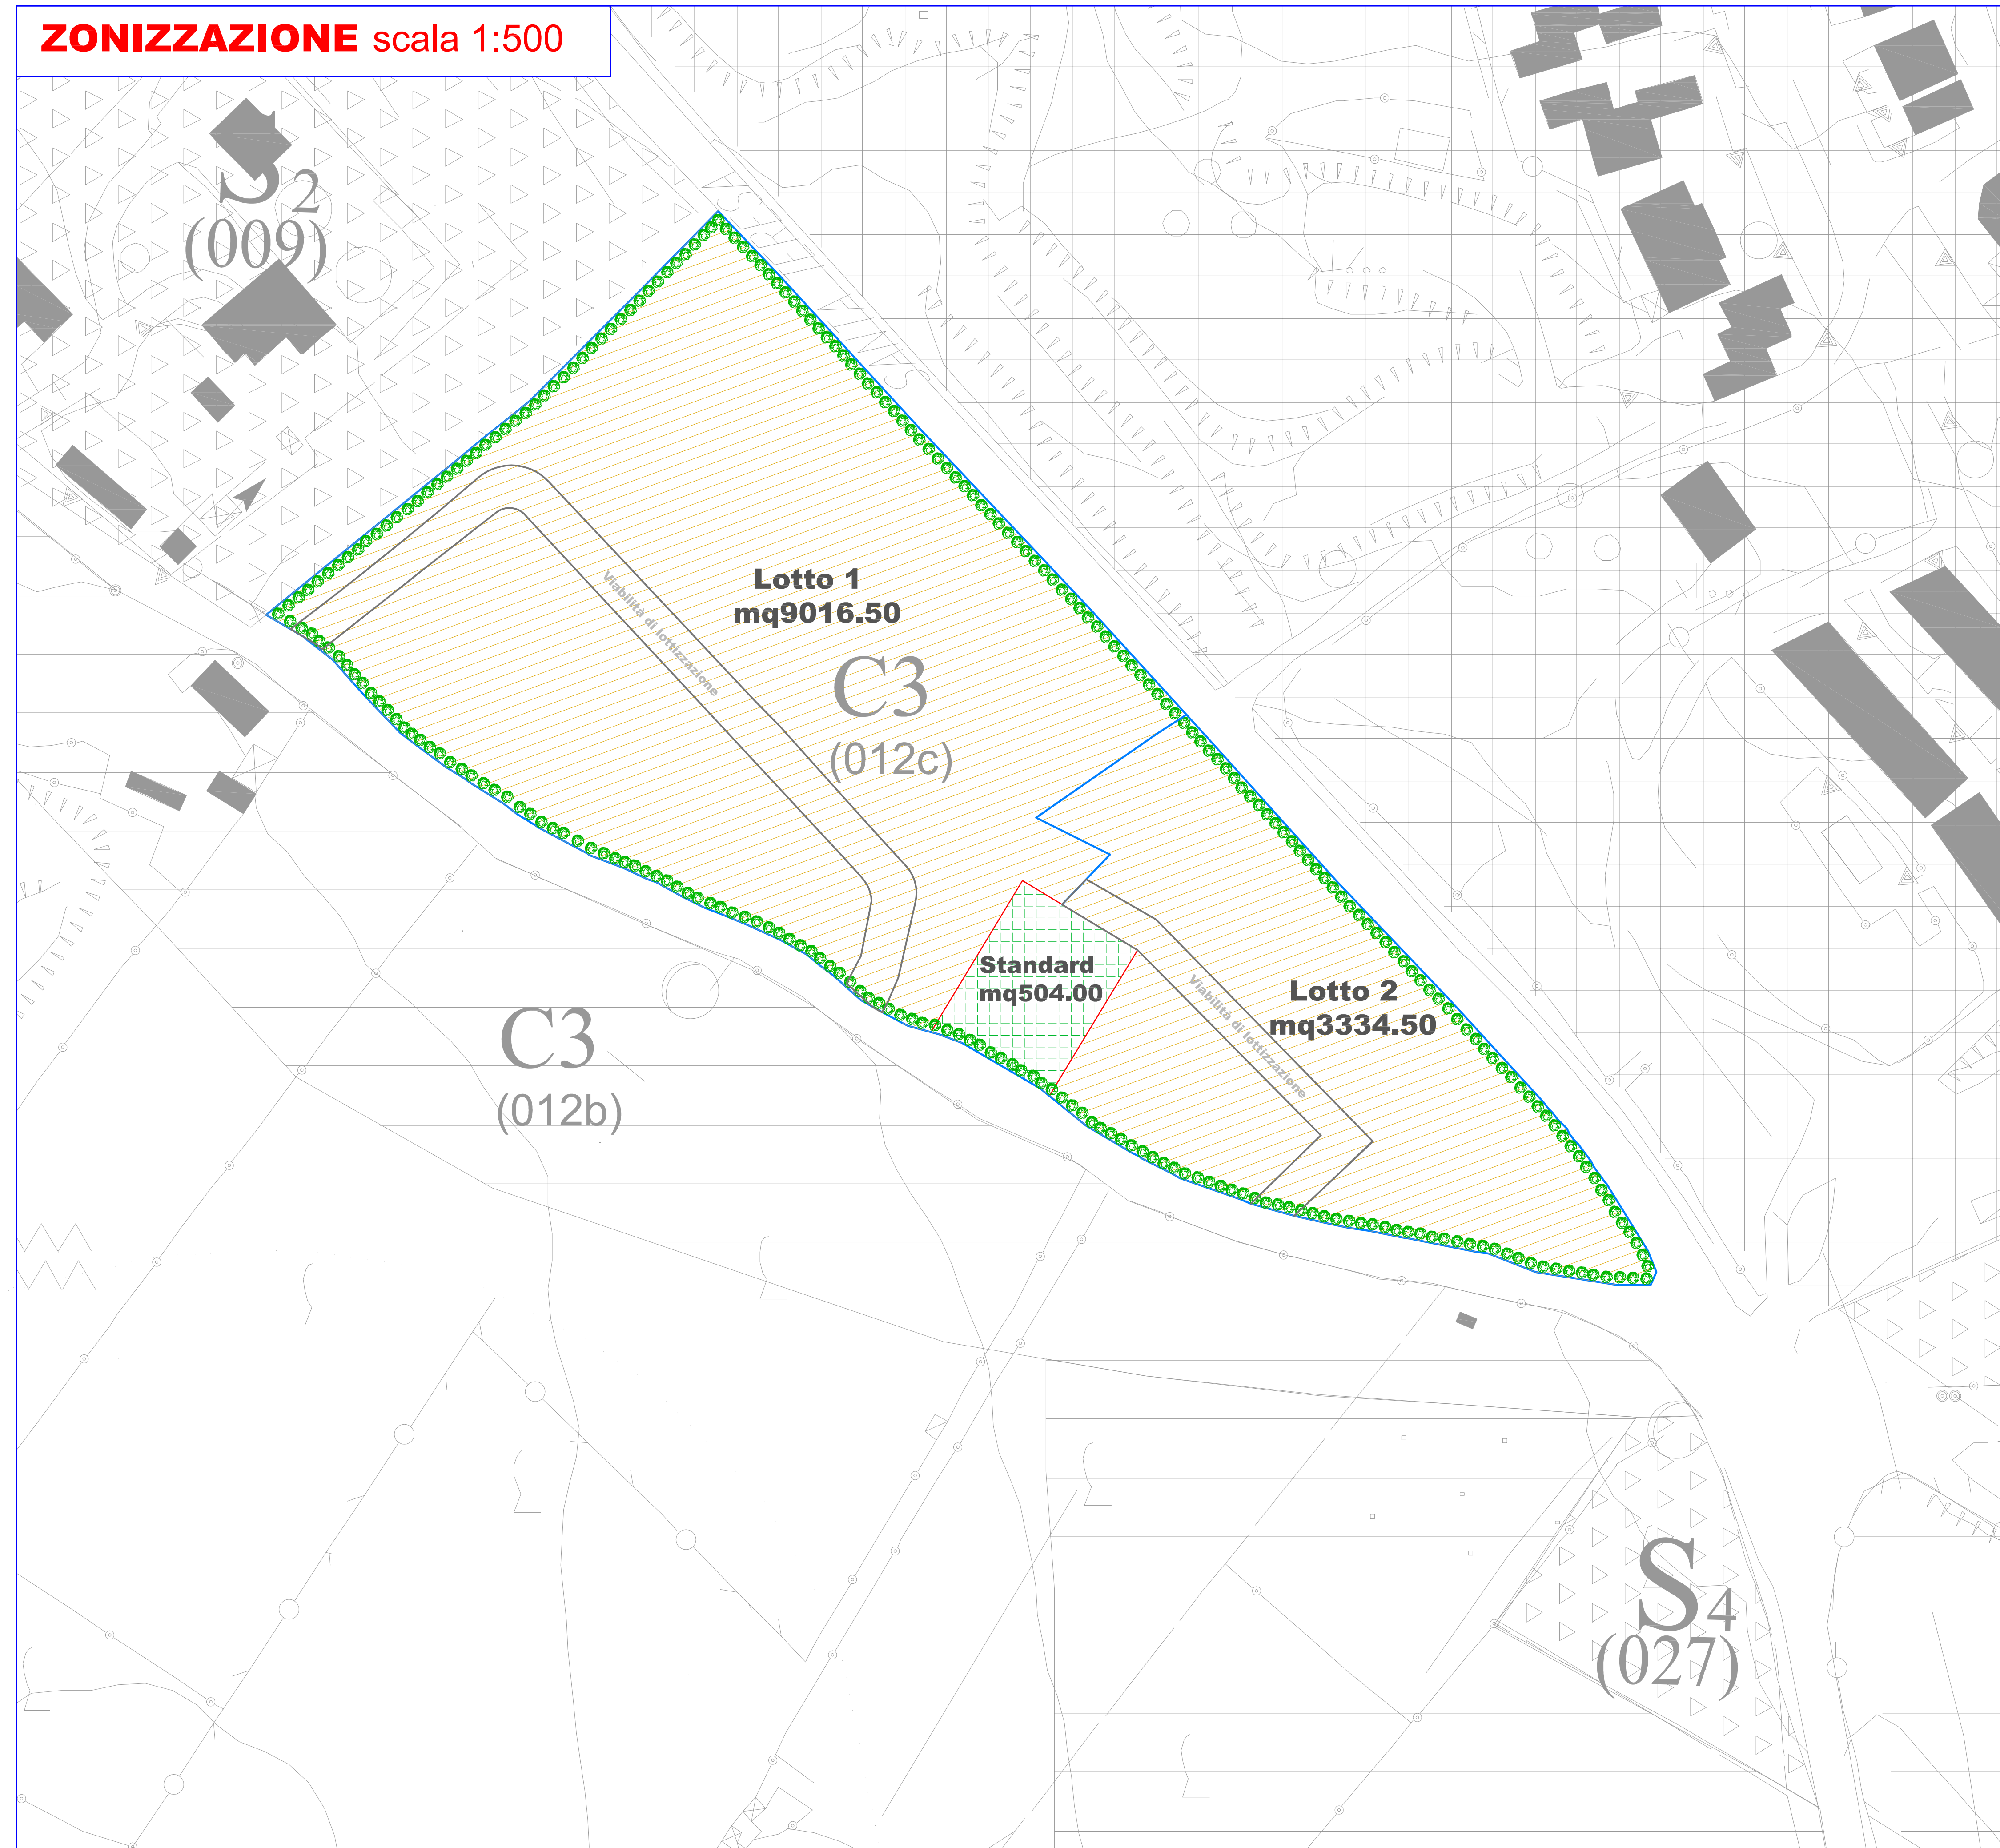 ZONIZZAZIONE scala 1:500
S2
(009)
Lotto 1
mq9016.50
Viabilità di lottizzazione
C3
(012c)
Standard
mq504.00
Lotto 2
mq3334.50
Viabilità di lottizzazione
C3
(012b)
S4
(027)